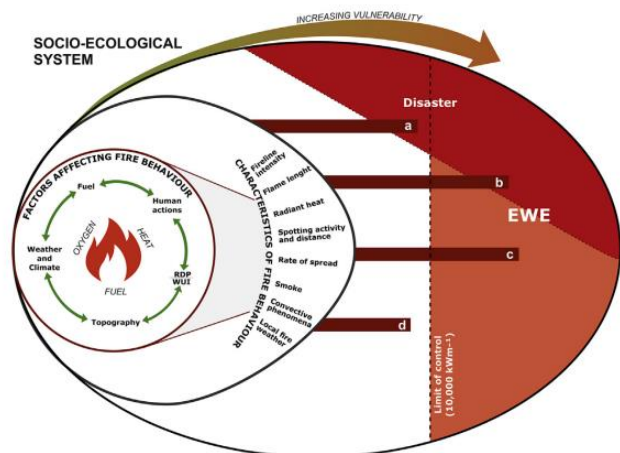 INCREASING VULNERABILITY
SOCIO-ECOLOGICAL
SYSTEM
Disaster
a
b
EWE
c
d
Limit of control
(10,000 kWm⁻¹)
FACTORS AFFFECTING FIRE BEHAVIOUR
Fuel
Human
actions
RDP
WUI
Topography
Weather
and
Climate
OXYGEN
HEAT
FUEL
CHARACTERISTICS OF FIRE BEHAVIOUR
Fireline
intensity
Flame lenght
Radiant heat
Spotting activity
and distance
Rate of spread
Smoke
Convective
phenomena
Local fire
weather